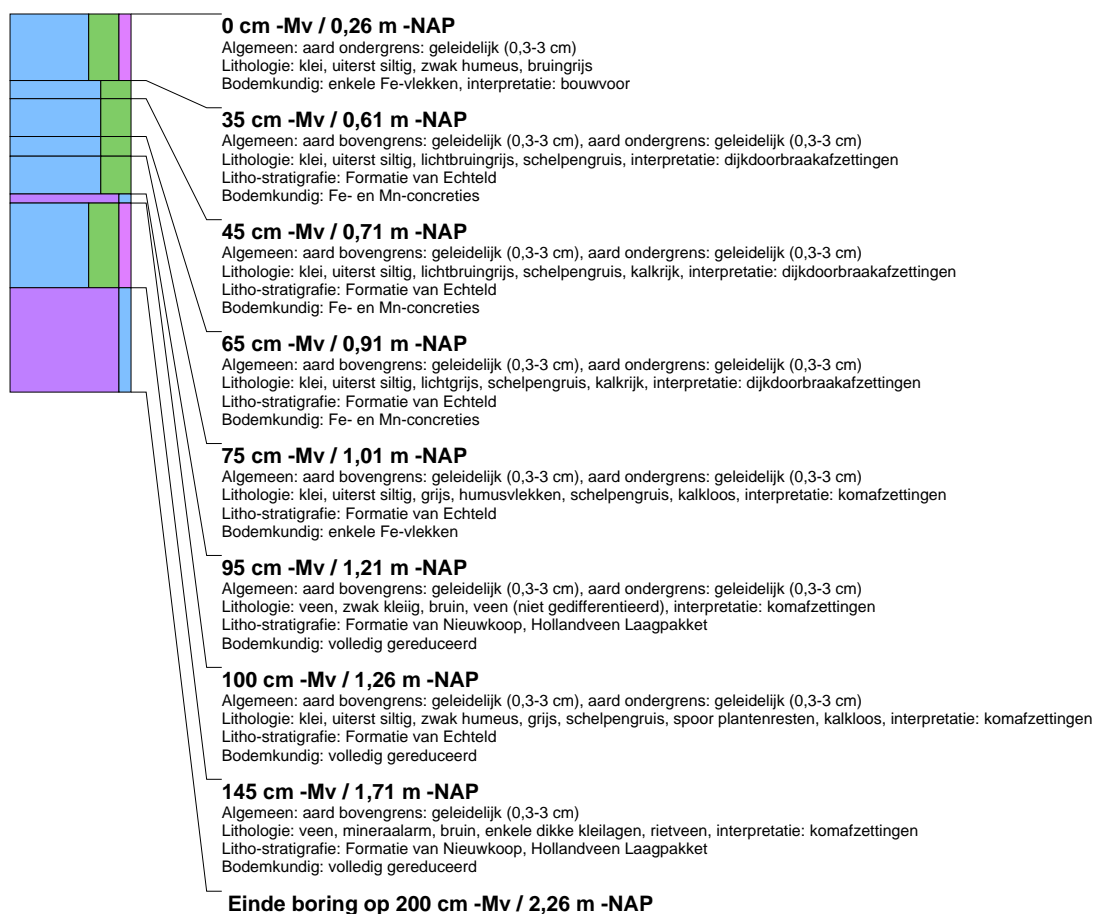 0 cm -Mv / 0,26 m -NAP
Algemeen: aard ondergrens: geleidelijk (0,3-3 cm)
Lithologie: klei, uiterst siltig, zwak humeus, bruingrijs
Bodemkundig: enkele Fe-vlekken, interpretatie: bouwvoor
35 cm -Mv / 0,61 m -NAP
Algemeen: aard bovengrens: geleidelijk (0,3-3 cm), aard ondergrens: geleidelijk (0,3-3 cm)
Lithologie: klei, uiterst siltig, lichtbruingrijs, schelpengruis, interpretatie: dijkdoorbraakafzettingen
Litho-stratigrafie: Formatie van Echteld
Bodemkundig: Fe- en Mn-concreties
45 cm -Mv / 0,71 m -NAP
Algemeen: aard bovengrens: geleidelijk (0,3-3 cm), aard ondergrens: geleidelijk (0,3-3 cm)
Lithologie: klei, uiterst siltig, lichtbruingrijs, schelpengruis, kalkrijk, interpretatie: dijkdoorbraakafzettingen
Litho-stratigrafie: Formatie van Echteld
Bodemkundig: Fe- en Mn-concreties
65 cm -Mv / 0,91 m -NAP
Algemeen: aard bovengrens: geleidelijk (0,3-3 cm), aard ondergrens: geleidelijk (0,3-3 cm)
Lithologie: klei, uiterst siltig, lichtgrijs, schelpengruis, kalkrijk, interpretatie: dijkdoorbraakafzettingen
Litho-stratigrafie: Formatie van Echteld
Bodemkundig: Fe- en Mn-concreties
75 cm -Mv / 1,01 m -NAP
Algemeen: aard bovengrens: geleidelijk (0,3-3 cm), aard ondergrens: geleidelijk (0,3-3 cm)
Lithologie: klei, uiterst siltig, grijs, humusvlekken, schelpengruis, kalkloos, interpretatie: komafzettingen
Litho-stratigrafie: Formatie van Echteld
Bodemkundig: enkele Fe-vlekken
95 cm -Mv / 1,21 m -NAP
Algemeen: aard bovengrens: geleidelijk (0,3-3 cm), aard ondergrens: geleidelijk (0,3-3 cm)
Lithologie: veen, zwak kleiig, bruin, veen (niet gedifferentieerd), interpretatie: komafzettingen
Litho-stratigrafie: Formatie van Nieuwkoop, Hollandveen Laagpakket
Bodemkundig: volledig gereduceerd
100 cm -Mv / 1,26 m -NAP
Algemeen: aard bovengrens: geleidelijk (0,3-3 cm), aard ondergrens: geleidelijk (0,3-3 cm)
Lithologie: klei, uiterst siltig, zwak humeus, grijs, schelpengruis, spoor plantenresten, kalkloos, interpretatie: komafzettingen
Litho-stratigrafie: Formatie van Echteld
Bodemkundig: volledig gereduceerd
145 cm -Mv / 1,71 m -NAP
Algemeen: aard bovengrens: geleidelijk (0,3-3 cm)
Lithologie: veen, mineraalarm, bruin, enkele dikke kleilagen, rietveen, interpretatie: komafzettingen
Litho-stratigrafie: Formatie van Nieuwkoop, Hollandveen Laagpakket
Bodemkundig: volledig gereduceerd
Einde boring op 200 cm -Mv / 2,26 m -NAP